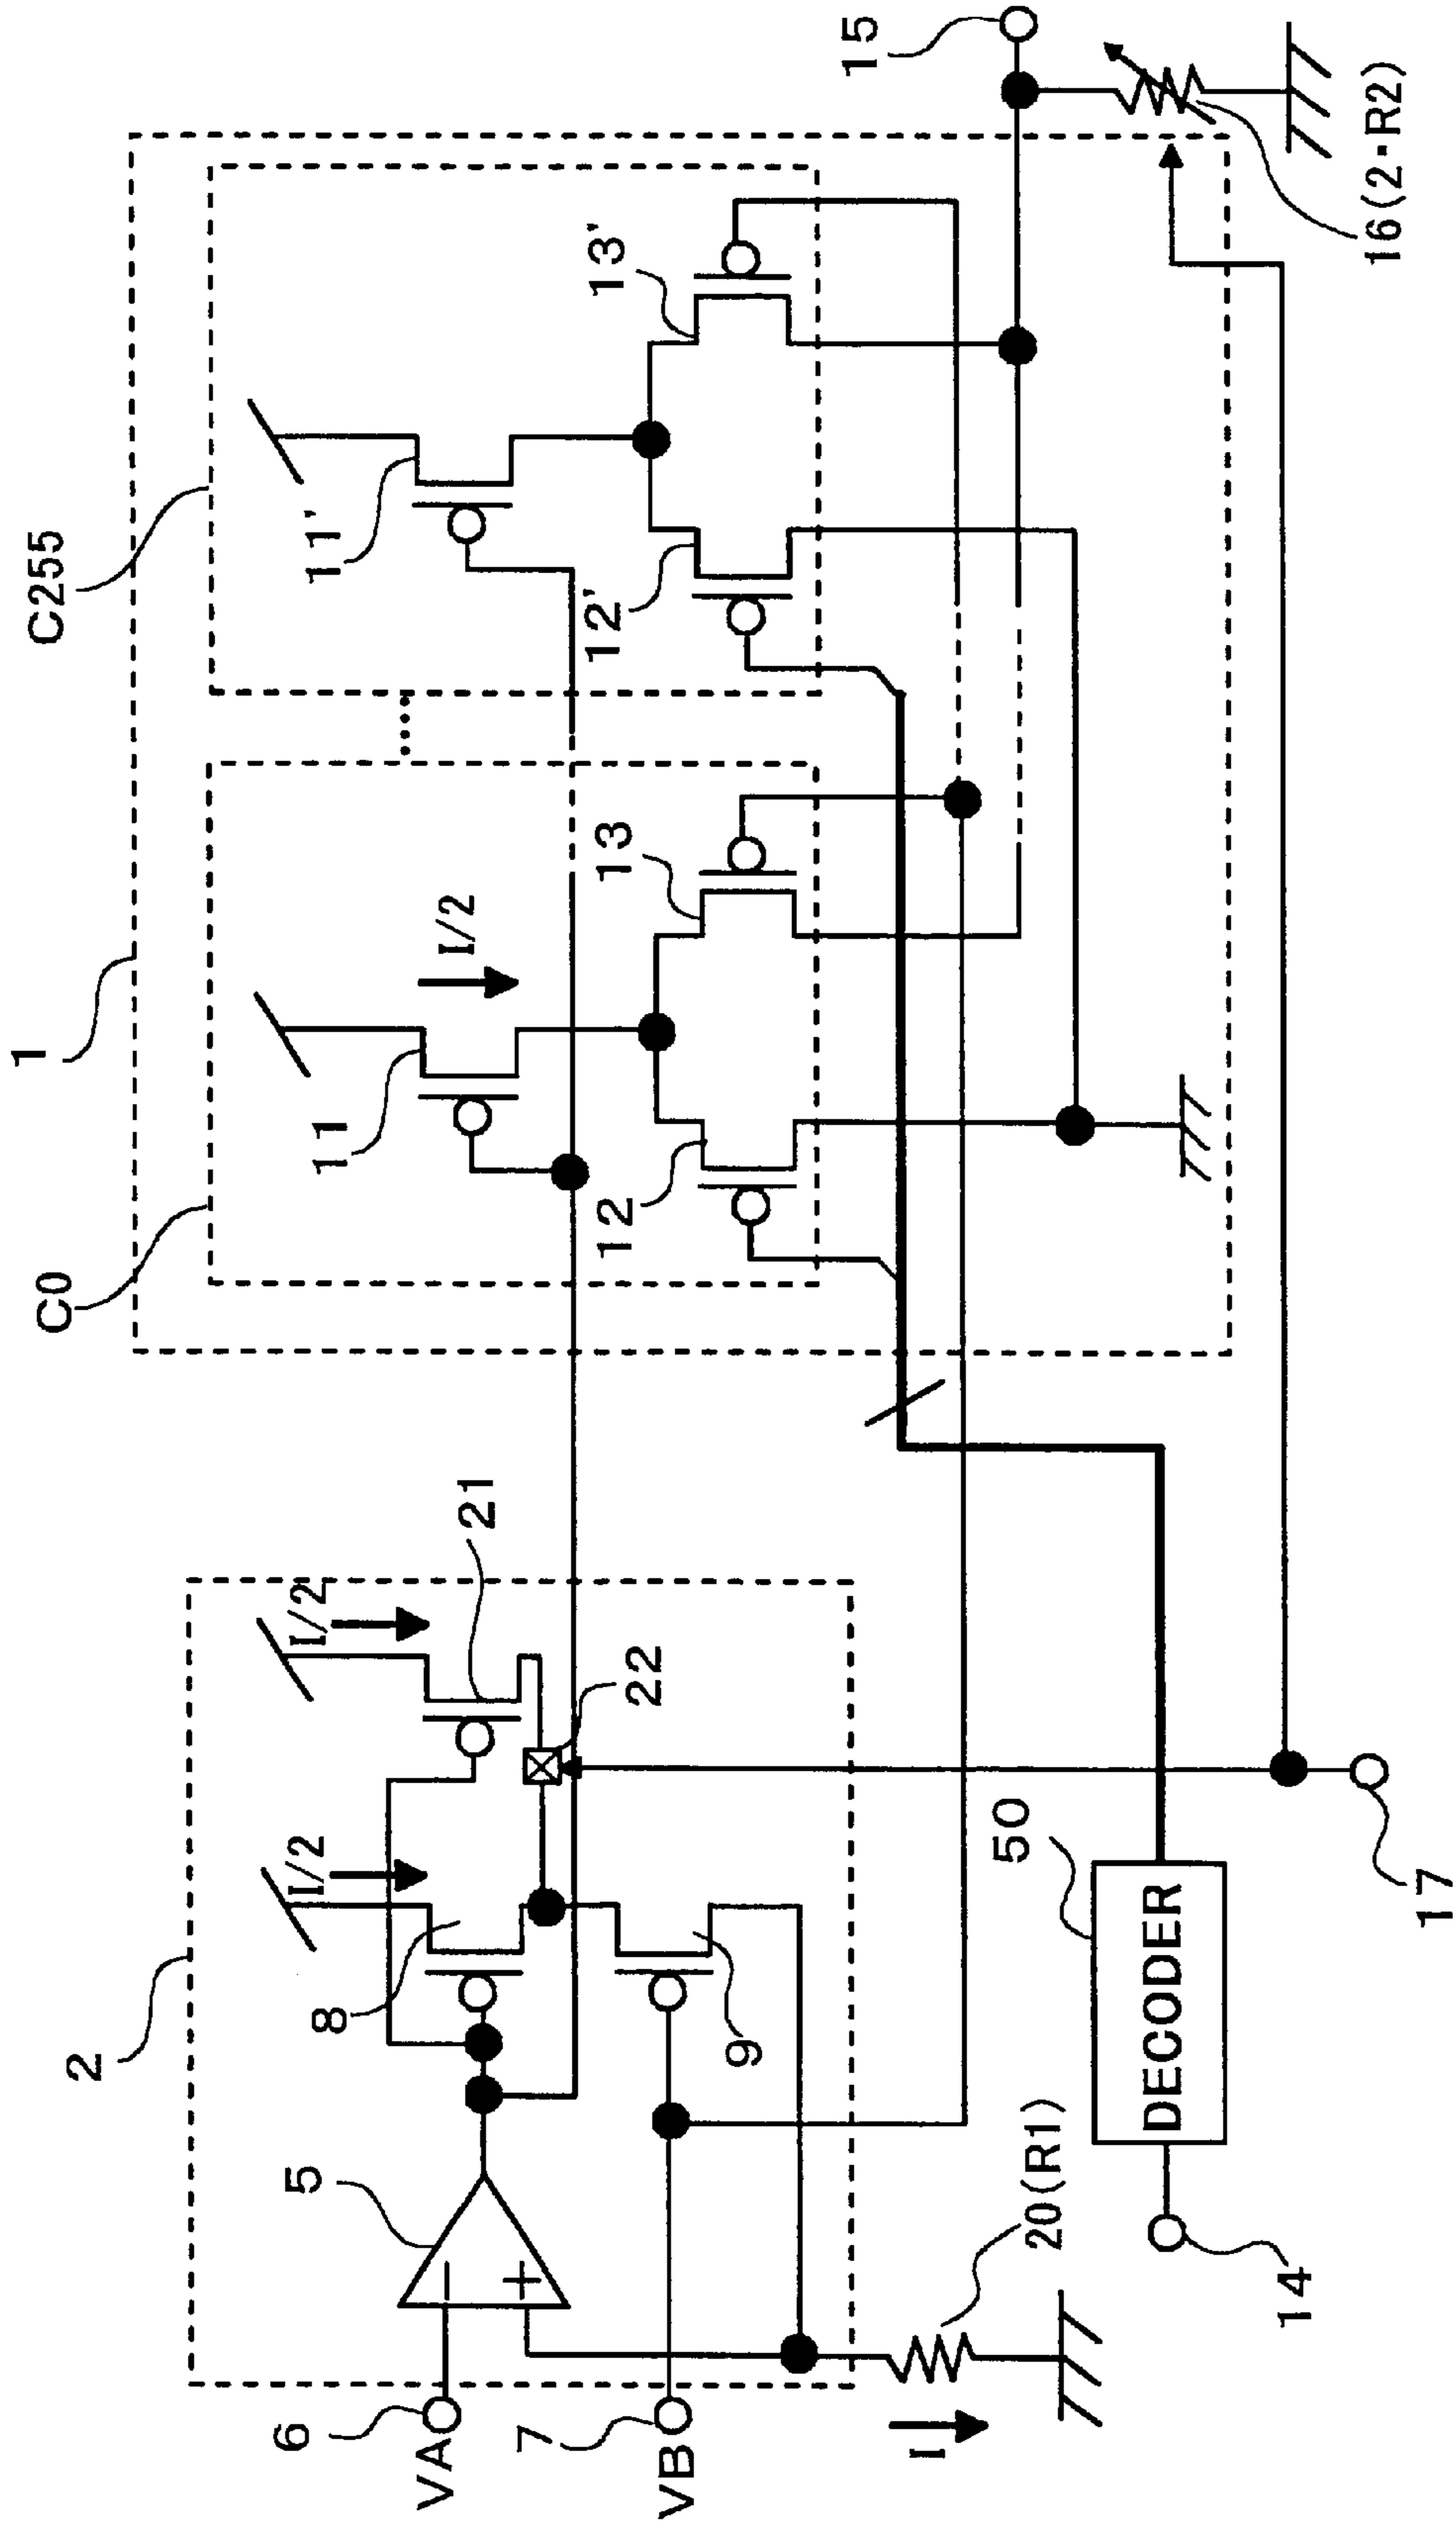 1
C0
C255
11
I/2
11'
12
13
12'
13'
15
16(2・R2)
2
I/2
I/2
21
8
22
5
9
6
VA
7
VB
I
20(R1)
50
DECODER
14
17
−
+